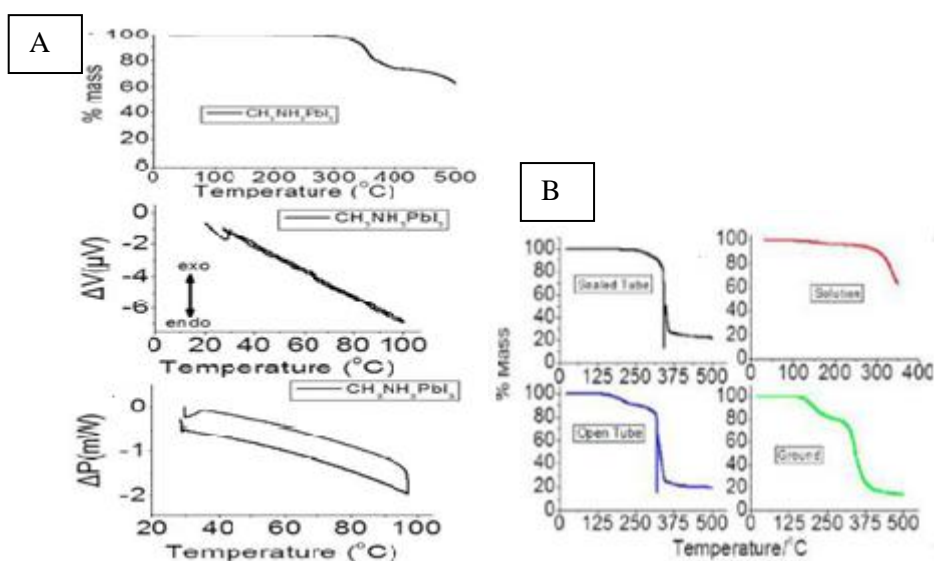 A
% mass
100
80
60
40
20
0
CH3NH3PbI3
0 100 200 300 400 500
Temperature (°C)
ΔV(µV)
0
-2
-4
-6
exo
endo
CH3NH3PbI3
0 20 40 60 80 100
Temperature (°C)
ΔP(mW)
0
-1
-2
CH3NH3PbI3
20 40 60 80 100
Temperature (°C)
B
% Mass
100
80
60
40
20
0
Sealed Tube
0 125 250 375 500
100
80
60
40
20
0
Solution
0 100 200 300 400
100
80
60
40
20
0
Open Tube
0 125 250 375 500
100
80
60
40
20
0
Ground
0 125 250 375 500
Temperature/°C